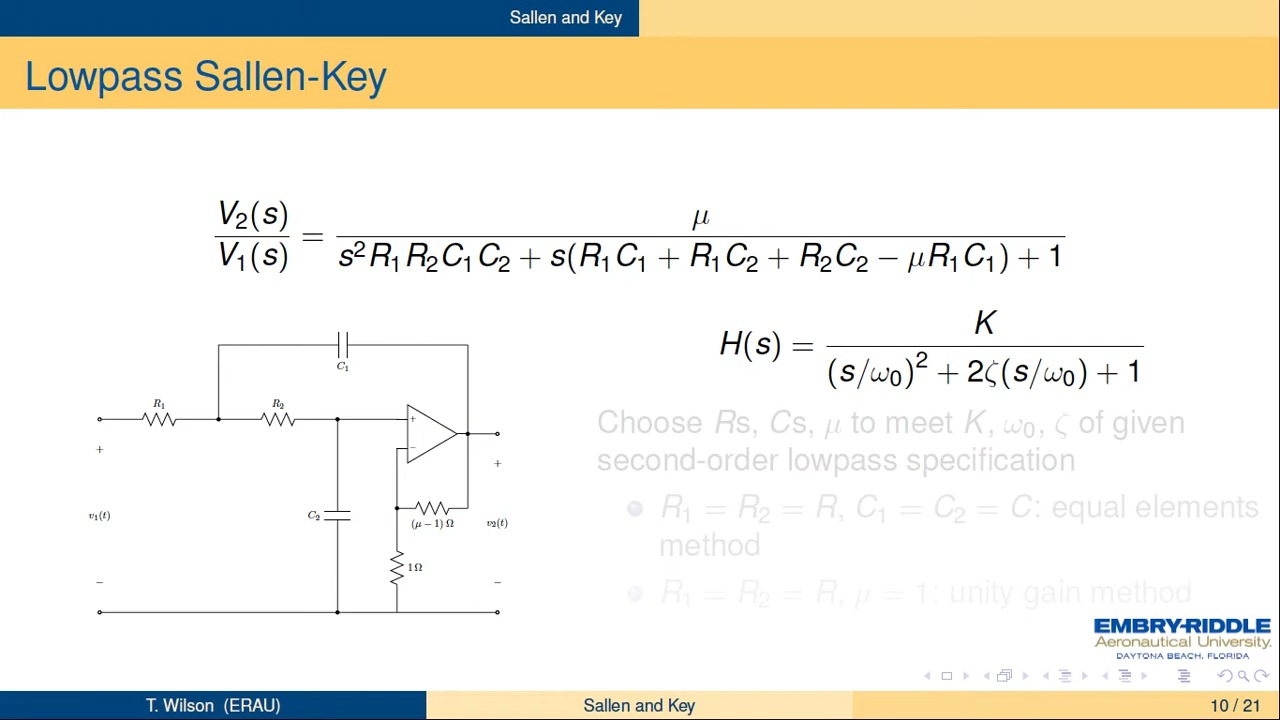 Sallen and Key
Lowpass Sallen-Key
V₂(s)/V₁(s) = μ / (s²R₁R₂C₁C₂ + s(R₁C₁ + R₁C₂ + R₂C₂ − μR₁C₁) + 1)
H(s) = K / ((s/ω₀)² + 2ζ(s/ω₀) + 1)
C₁
R₁
R₂
+
−
+
+
C₂
(μ − 1) Ω
v₁(t)
v₂(t)
1 Ω
−
−
Choose Rs, Cs, μ to meet K, ω₀, ζ of given
second-order lowpass specification
R₁ = R₂ = R, C₁ = C₂ = C: equal elements
method
R₁ = R₂ = R, μ = 1: unity gain method
EMBRY-RIDDLE
Aeronautical University.
DAYTONA BEACH, FLORIDA
T. Wilson (ERAU)
Sallen and Key
10 / 21